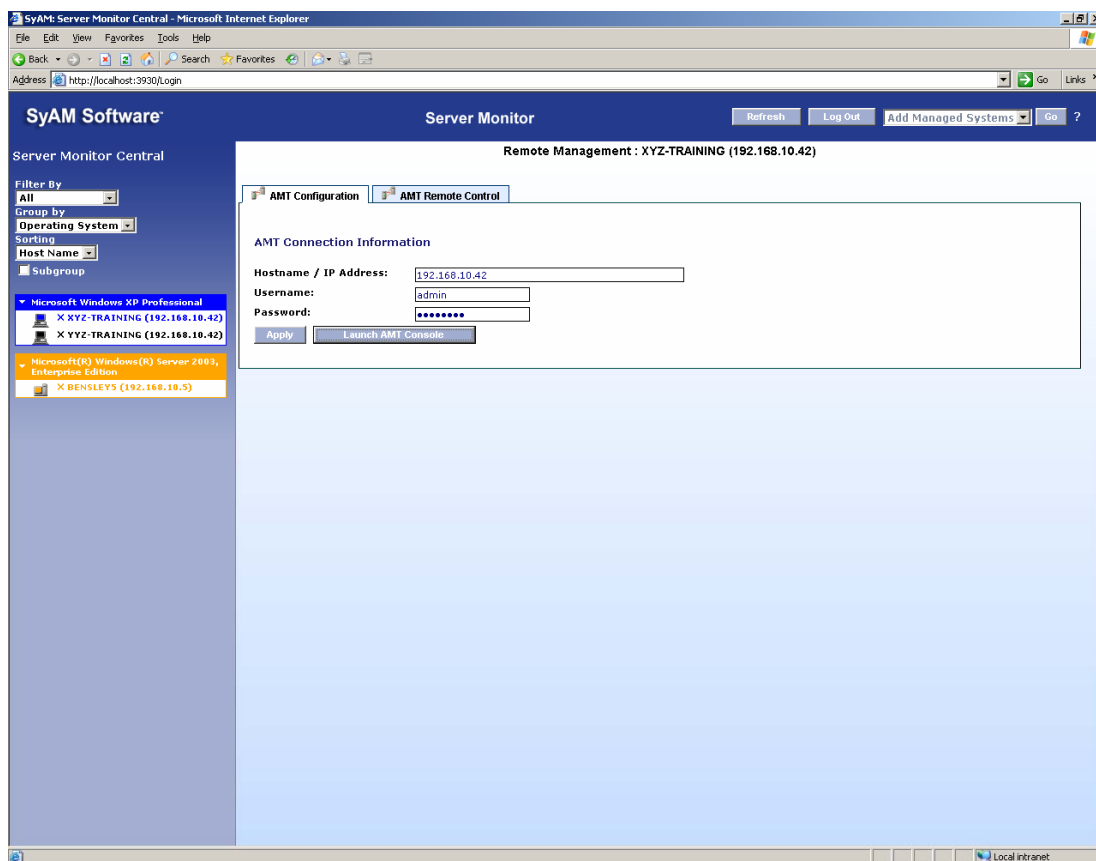 SyAM: Server Monitor Central - Microsoft Internet Explorer
File Edit View Favorites Tools Help
Back Search Favorites
Address http://localhost:3930/Login Go Links
SyAM Software Server Monitor Refresh Log Out Add Managed Systems Go ?
Server Monitor Central
Remote Management : XYZ-TRAINING (192.168.10.42)
Filter By
All
AMT Configuration AMT Remote Control
Group by
Operating System
Sorting
Host Name
Subgroup
AMT Connection Information
Hostname / IP Address: 192.168.10.42
Username: admin
Password: ●●●●●●●●
Apply Launch AMT Console
Microsoft Windows XP Professional
X XYZ-TRAINING (192.168.10.42)
X YYZ-TRAINING (192.168.10.42)
Microsoft(R) Windows(R) Server 2003,
Enterprise Edition
X BENSLEY5 (192.168.10.5)
Local intranet